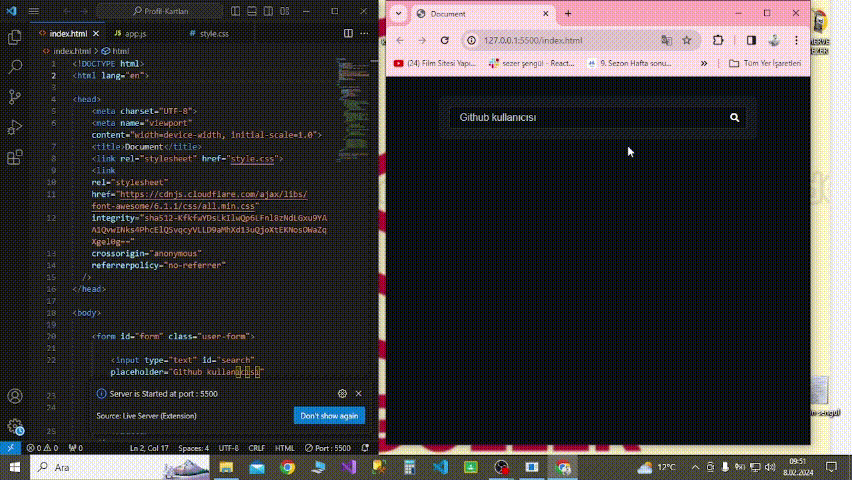 Profil-Kartları
index.html
app.js
style.css
index.html > html
1 <!DOCTYPE html>
2 <html lang="en">
3
4 <head>
5 <meta charset="UTF-8">
6 <meta name="viewport"
content="width=device-width, initial-scale=1.0">
7 <title>Document</title>
8 <link rel="stylesheet" href="style.css">
9 <link
10 rel="stylesheet"
11 href="https://cdnjs.cloudflare.com/ajax/libs/
font-awesome/6.1.1/css/all.min.css"
12 integrity=
13 crossorigin="anonymous"
14 referrerpolicy="no-referrer"
15 />
16 </head>
17
18 <body>
19
20 <form id="form" class="user-form">
21
22 <input type="text" id="search"
placeholder="Github kullanıcısı"
23
24
25
Server is Started at port : 5500
Source: Live Server (Extension)
Don't show again
0 0 0 Ln 2, Col 17 Spaces: 4 UTF-8 CRLF HTML Port : 5500
Document
127.0.0.1:5500/index.html
(24) Film Sitesi Yapı...
sezer şengül - React...
9. Sezon Hafta sonu...
» Tüm Yer İşaretleri
Github kullanıcısı
Ara
12°C
09:51
8.02.2024